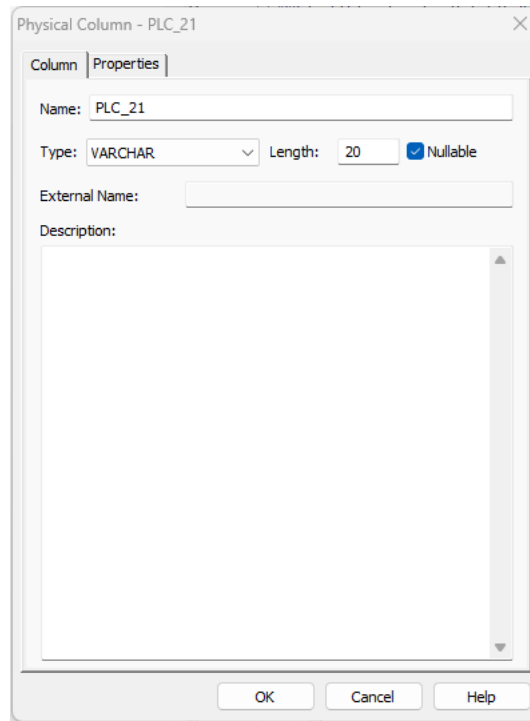 Physical Column - PLC_21
Column Properties
Name: PLC_21
Type: VARCHAR Length: 20 Nullable
External Name:
Description:
OK Cancel Help